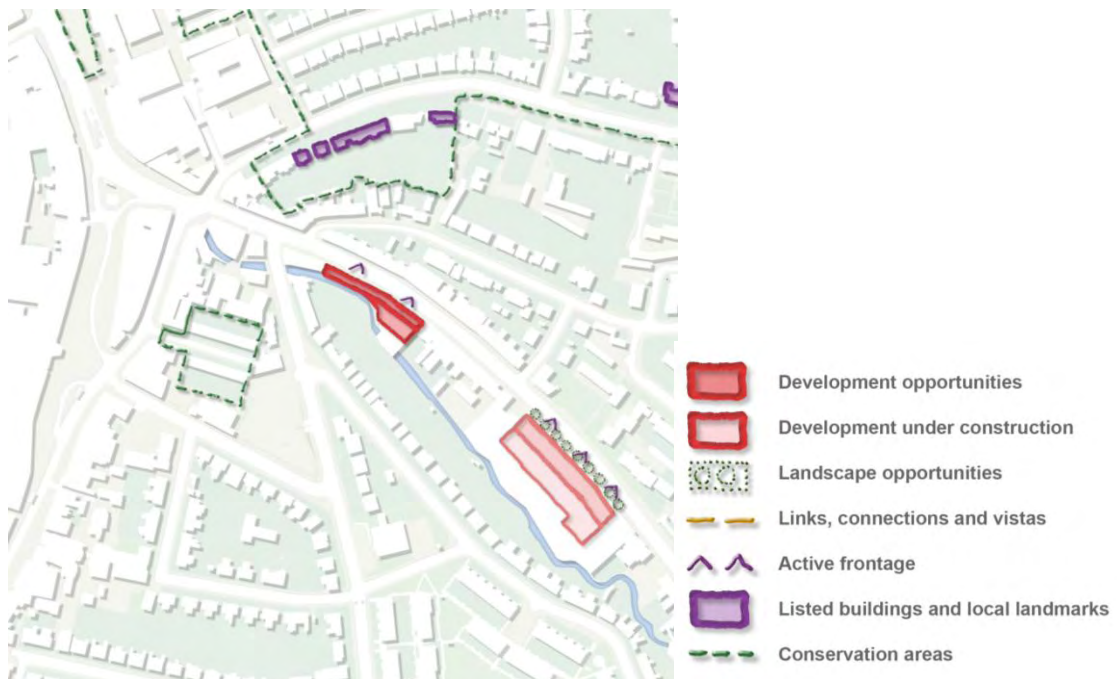 Development opportunities
Development under construction
Landscape opportunities
Links, connections and vistas
Active frontage
Listed buildings and local landmarks
Conservation areas